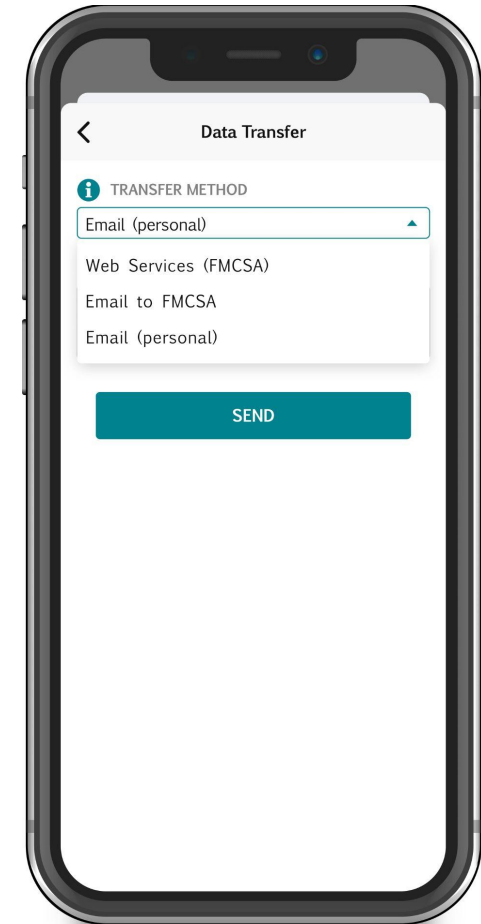 Data Transfer
TRANSFER METHOD
Email (personal)
Web Services (FMCSA)
Email to FMCSA
Email (personal)
SEND